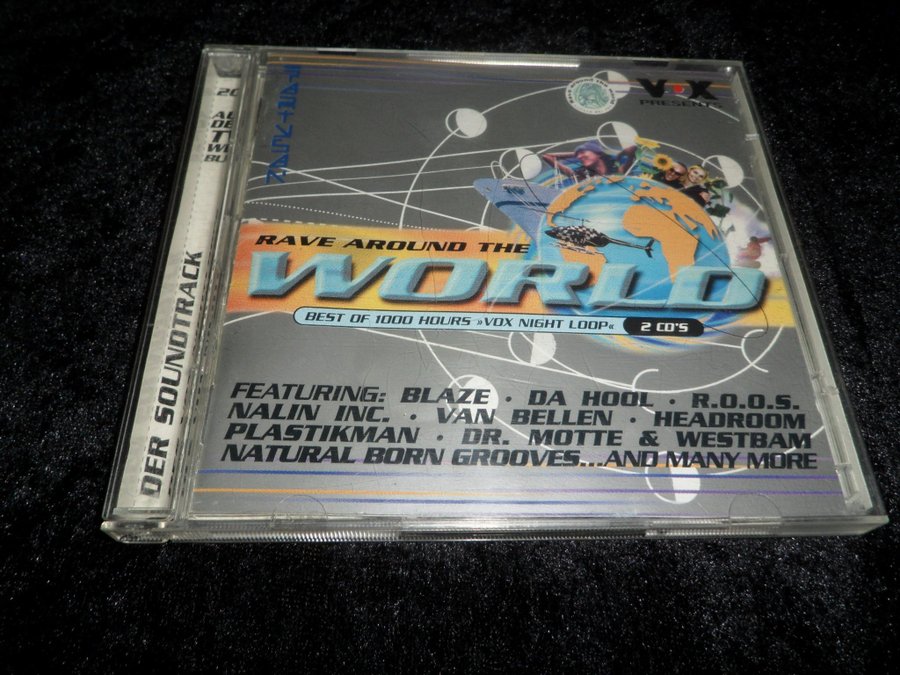 VOX
PRESENTS
RAVE AROUND THE
WORLD
BEST OF 1000 HOURS »VOX NIGHT LOOP« 2 CD'S
FEATURING: BLAZE · DA HOOL · R.O.O.S.
NALIN INC. · VAN BELLEN · HEADROOM
PLASTIKMAN · DR. MOTTE & WESTBAM
NATURAL BORN GROOVES...AND MANY MORE
DER SOUNDTRACK